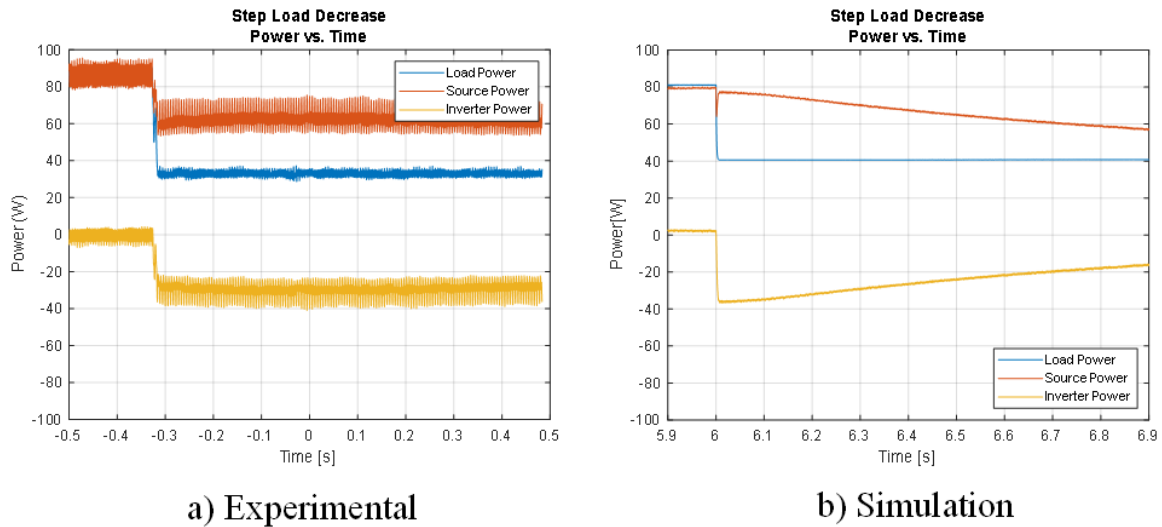 Step Load Decrease
Power vs. Time
100
80
60
40
20
0
-20
-40
-60
-80
-100
Power (W)
-0.5 -0.4 -0.3 -0.2 -0.1 0 0.1 0.2 0.3 0.4 0.5
Time [s]
Load Power
Source Power
Inverter Power
a) Experimental
Step Load Decrease
Power vs. Time
100
80
60
40
20
0
-20
-40
-60
-80
-100
Power[W]
5.9 6 6.1 6.2 6.3 6.4 6.5 6.6 6.7 6.8 6.9
Time [s]
Load Power
Source Power
Inverter Power
b) Simulation